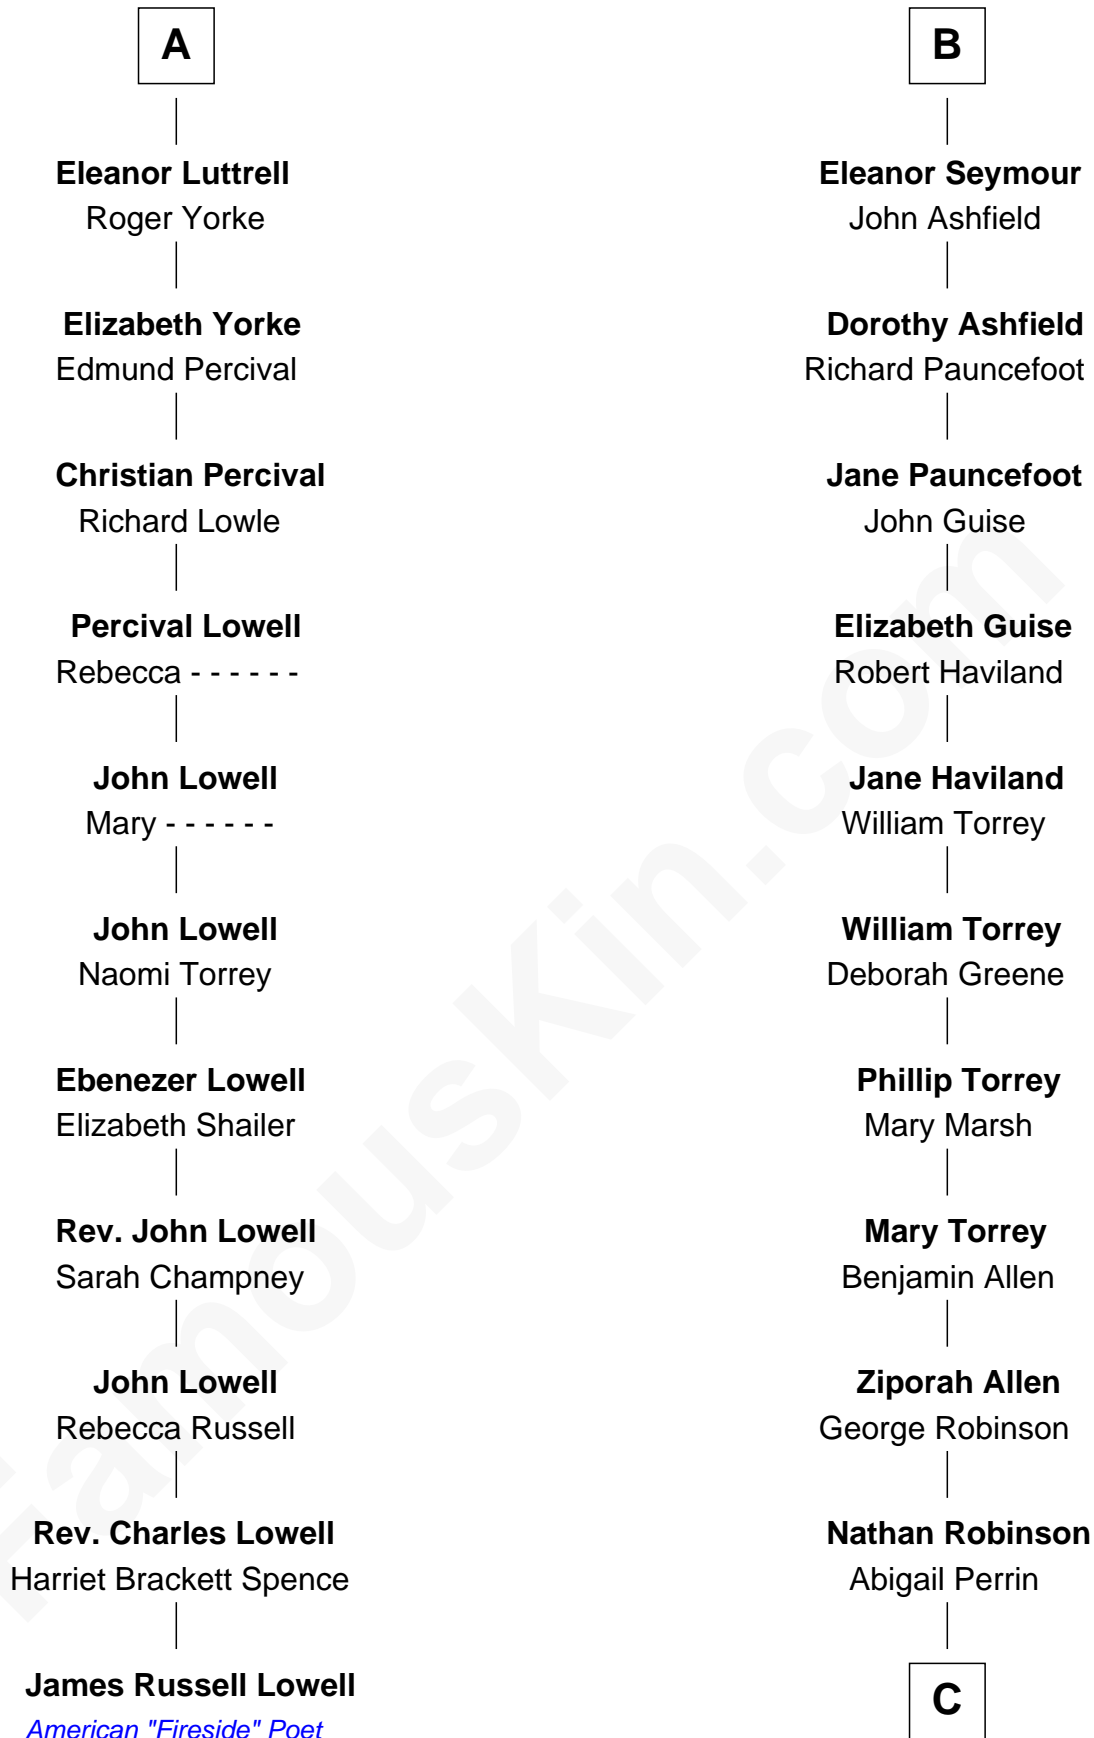 A
Eleanor Luttrell
Roger Yorke
Elizabeth Yorke
Edmund Percival
Christian Percival
Richard Lowle
Percival Lowell
Rebecca - - - - - -
John Lowell
Mary - - - - - -
John Lowell
Naomi Torrey
Ebenezer Lowell
Elizabeth Shailer
Rev. John Lowell
Sarah Champney
John Lowell
Rebecca Russell
Rev. Charles Lowell
Harriet Brackett Spence
James Russell Lowell
American "Fireside" Poet
B
Eleanor Seymour
John Ashfield
Dorothy Ashfield
Richard Pauncefoot
Jane Pauncefoot
John Guise
Elizabeth Guise
Robert Haviland
Jane Haviland
William Torrey
William Torrey
Deborah Greene
Phillip Torrey
Mary Marsh
Mary Torrey
Benjamin Allen
Ziporah Allen
George Robinson
Nathan Robinson
Abigail Perrin
C
FamousKin.com